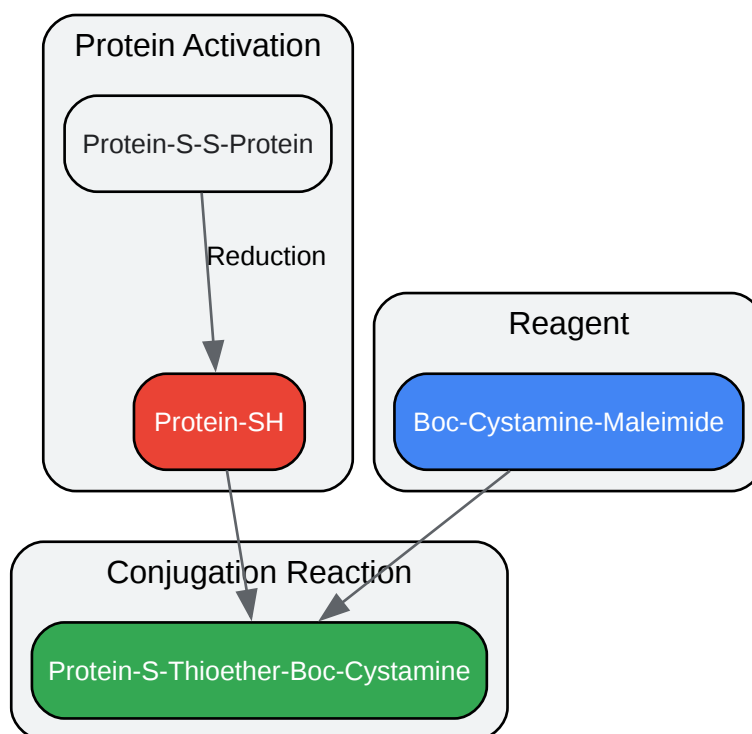 Protein Activation
Protein-S-S-Protein
Reduction
Reagent
Protein-SH
Boc-Cystamine-Maleimide
Conjugation Reaction
Protein-S-Thioether-Boc-Cystamine